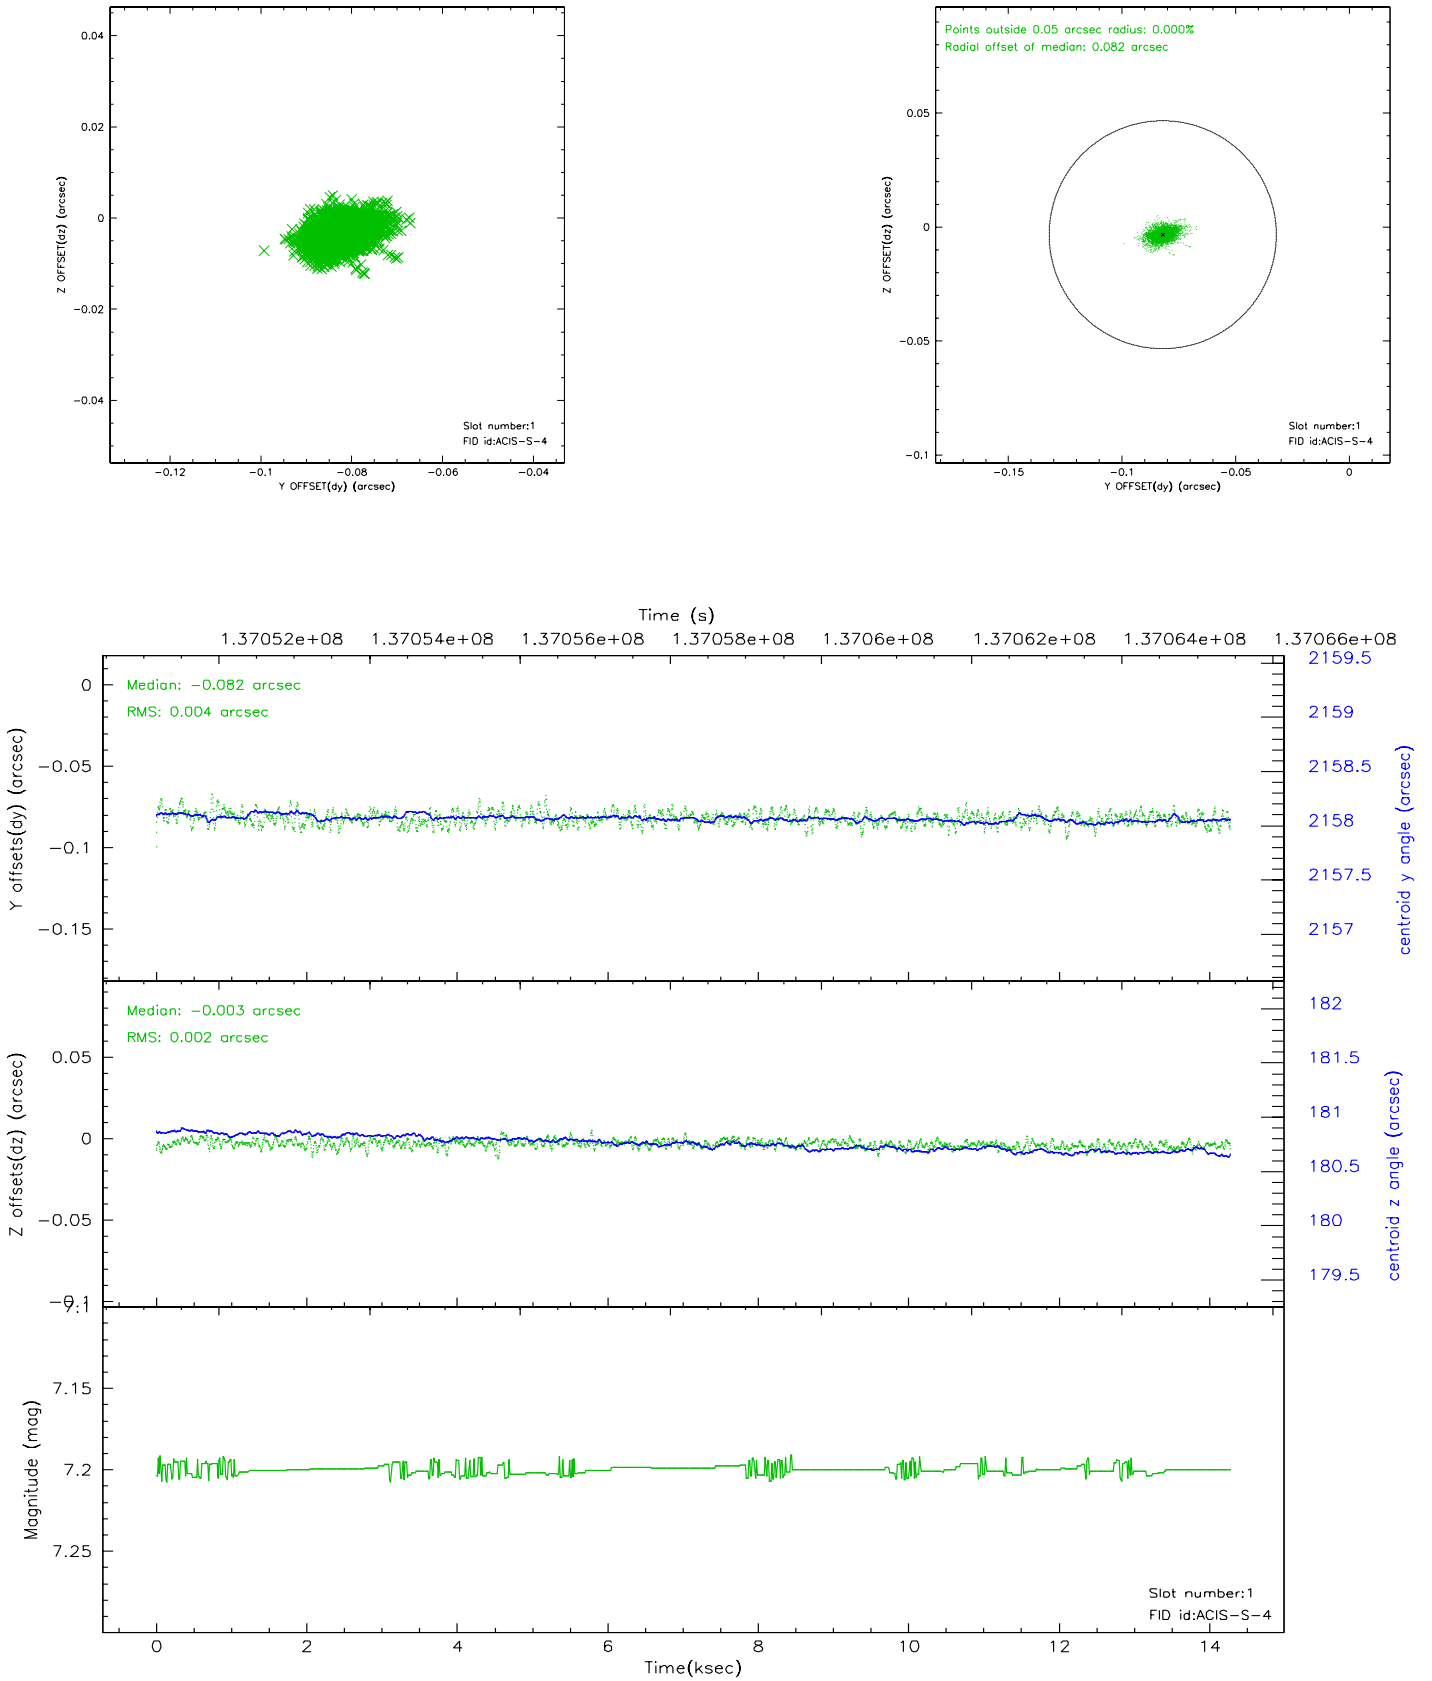 0.04
0.02
0
−0.02
−0.04
Z OFFSET(dz) (arcsec)
Slot number:1
FID id:ACIS−S−4
−0.12
−0.1
−0.08
−0.06
−0.04
Y OFFSET(dy) (arcsec)
Points outside 0.05 arcsec radius: 0.000%
Radial offset of median: 0.082 arcsec
0.05
0
−0.05
−0.1
Z OFFSET(dz) (arcsec)
Slot number:1
FID id:ACIS−S−4
−0.15
−0.1
−0.05
0
Y OFFSET(dy) (arcsec)
Time (s)
1.37052e+08
1.37054e+08
1.37056e+08
1.37058e+08
1.3706e+08
1.37062e+08
1.37064e+08
1.37066e+08
Median: −0.082 arcsec
RMS: 0.004 arcsec
0
−0.05
−0.1
−0.15
Y offsets(dy) (arcsec)
2159.5
2159
2158.5
2158
2157.5
2157
centroid y angle (arcsec)
Median: −0.003 arcsec
RMS: 0.002 arcsec
0.05
0
−0.05
−0.1
Z offsets(dz) (arcsec)
182
181.5
181
180.5
180
179.5
centroid z angle (arcsec)
7.1
7.15
7.2
7.25
Magnitude (mag)
Slot number:1
FID id:ACIS−S−4
0
2
4
6
8
10
12
14
Time(ksec)